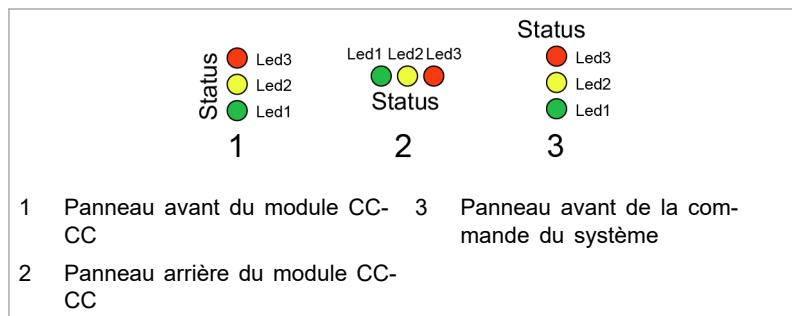 Status
Led3
Led2
Led1
1
Led1 Led2 Led3
Status
2
Status
Led3
Led2
Led1
3
1 Panneau avant du module CC-
CC
2 Panneau arrière du module CC-
CC
3 Panneau avant de la com-
mande du système